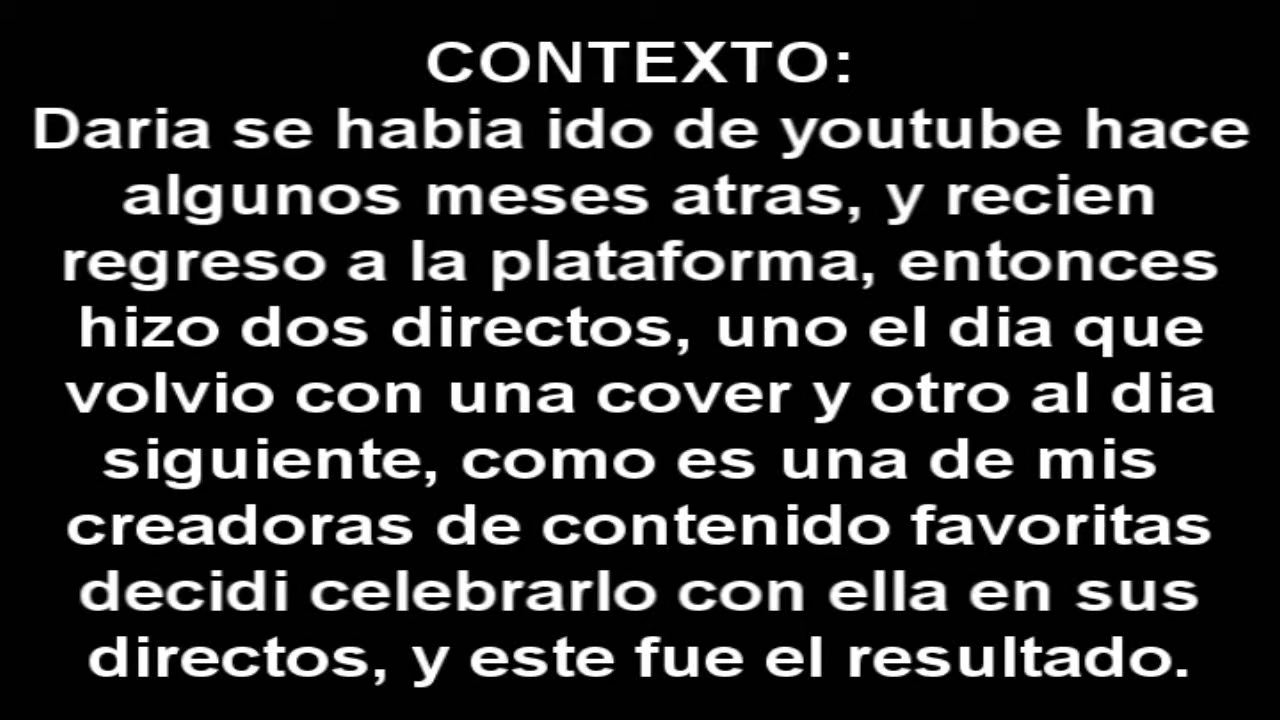 CONTEXTO:
Daria se habia ido de youtube hace
algunos meses atras, y recien
regreso a la plataforma, entonces
hizo dos directos, uno el dia que
volvio con una cover y otro al dia
siguiente, como es una de mis
creadoras de contenido favoritas
decidi celebrarlo con ella en sus
directos, y este fue el resultado.